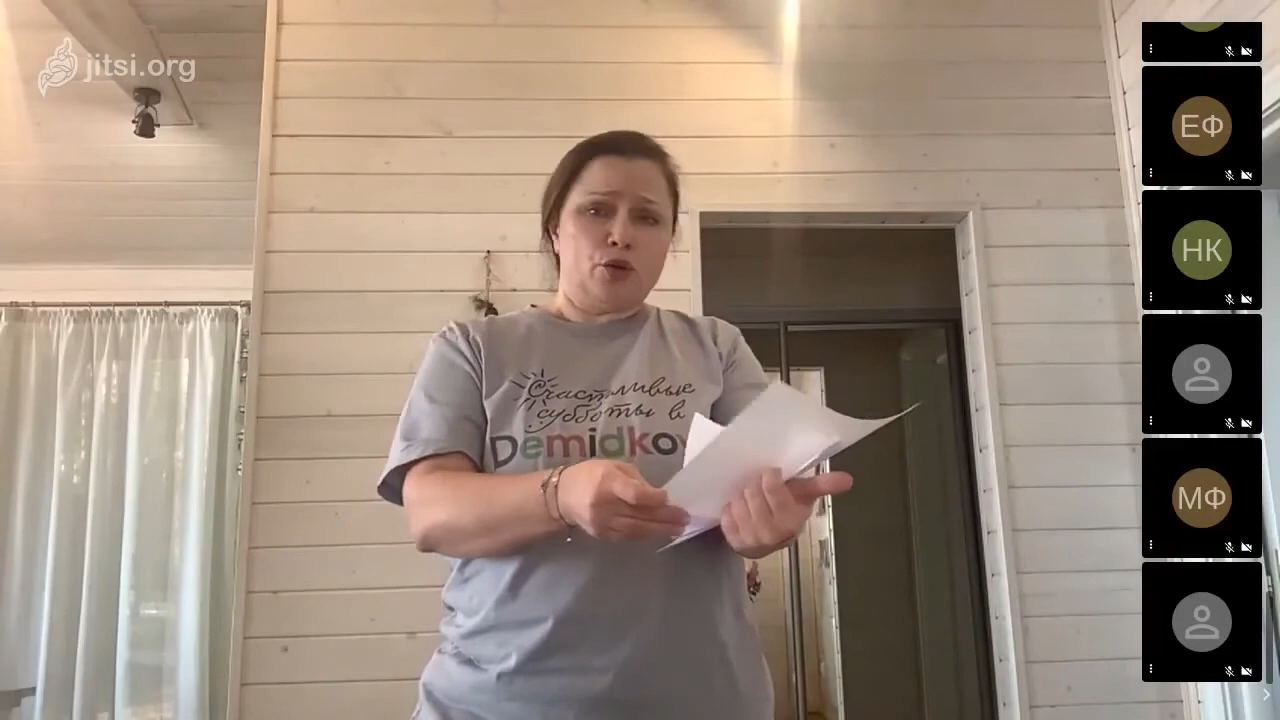 jitsi.org
Счастливые
субботы в
Demidkov
ЕФ
НК
МФ